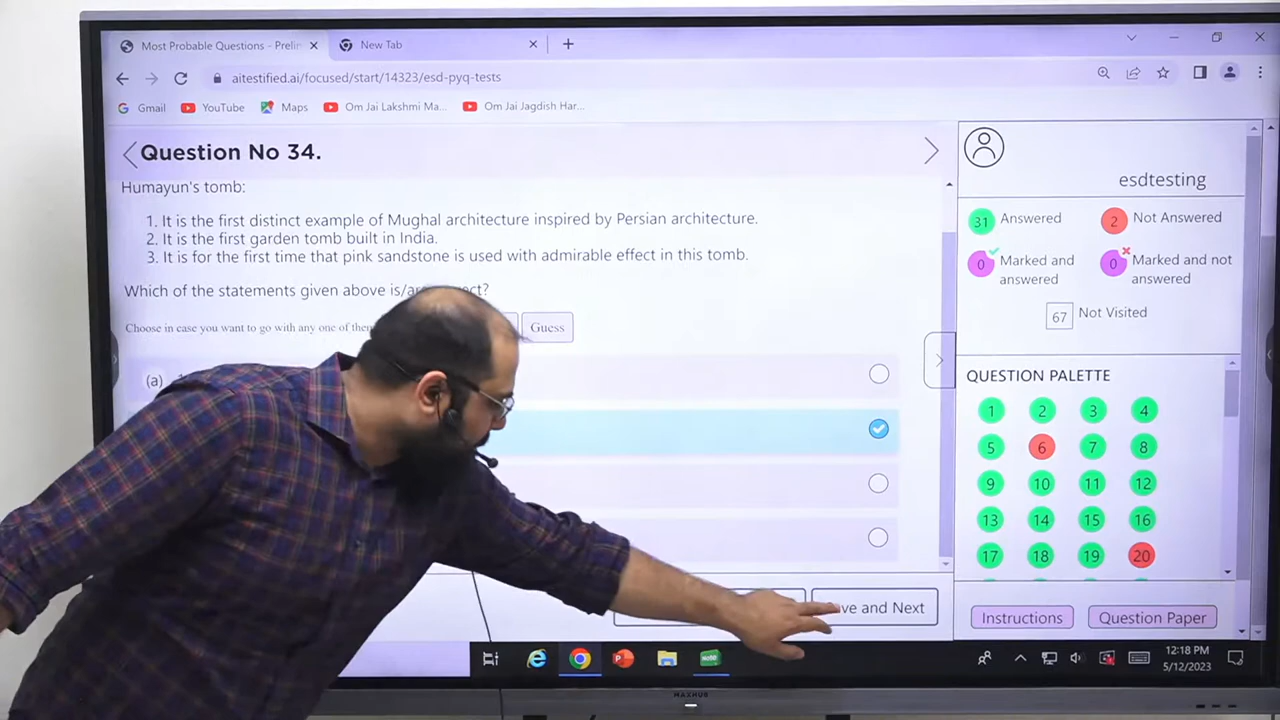 Most Probable Questions - Prelin
New Tab
aitestified.ai/focused/start/14323/esd-pyq-tests
Gmail
YouTube
Maps
Om Jai Lakshmi Ma...
Om Jai Jagdish Har...
Question No 34.
Humayun's tomb:
1. It is the first distinct example of Mughal architecture inspired by Persian architecture.
2. It is the first garden tomb built in India.
3. It is for the first time that pink sandstone is used with admirable effect in this tomb.
Which of the statements given above is/
Choose in case you want to go with any one of
Guess
(a)
and Next
esdtesting
31 Answered
2 Not Answered
0 Marked and answered
0 Marked and not answered
67 Not Visited
QUESTION PALETTE
1 2 3 4
5 6 7 8
9 10 11 12
13 14 15 16
17 18 19 20
Instructions
Question Paper
12:18 PM
5/12/2023
MAXHUB